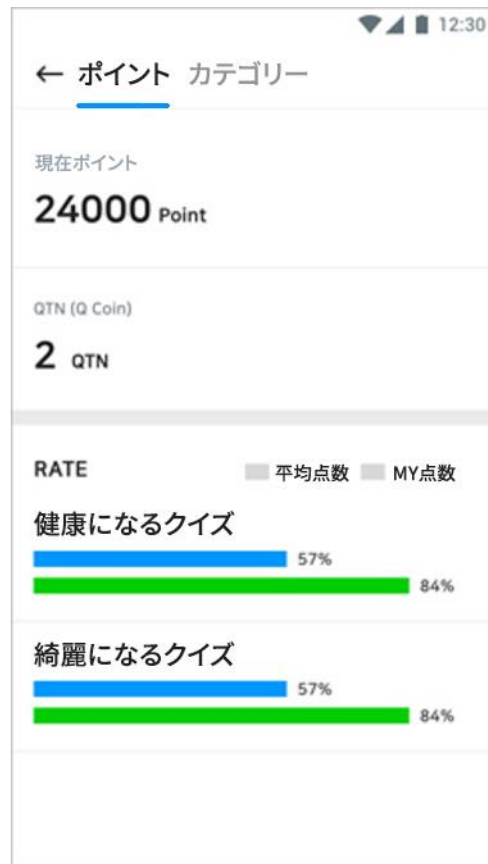 12:30
← ポイント カテゴリー
現在ポイント
24000 Point
QTN (Q Coin)
2 QTN
RATE 平均点数 MY点数
健康になるクイズ
57%
84%
綺麗になるクイズ
57%
84%